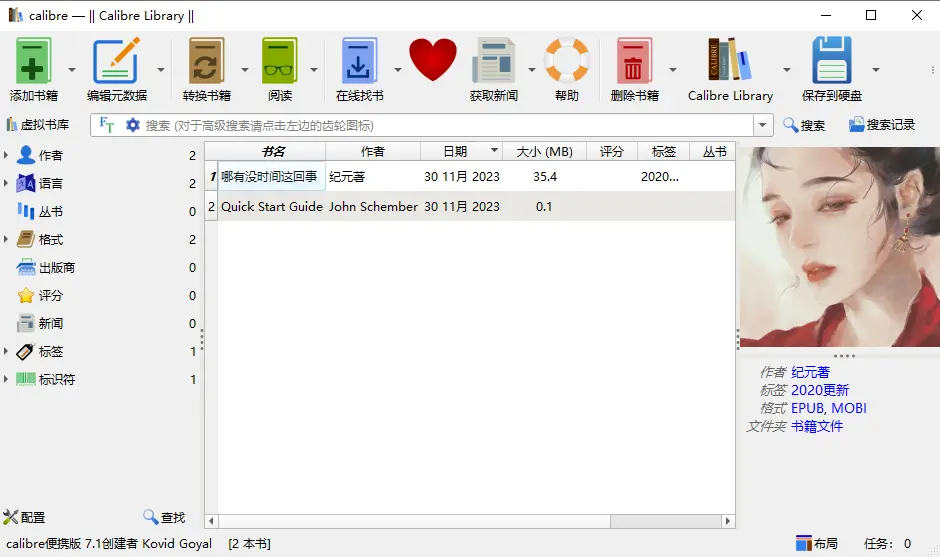 calibre — || Calibre Library ||
添加书籍 编辑元数据 转换书籍 阅读 在线找书 获取新闻 帮助 删除书籍 Calibre Library 保存到硬盘
虚拟书库 FT 搜索 (对于高级搜索请点击左边的齿轮图标) 搜索 搜索记录
作者 2
语言 2
丛书 0
格式 2
出版商 0
评分 0
新闻 0
标签 1
标识符 1
书名 作者 日期 大小 (MB) 评分 标签 丛书
1 哪有没时间这回事 纪元著 30 11月 2023 35.4 2020...
2 Quick Start Guide John Schember 30 11月 2023 0.1
作者 纪元著
标签 2020更新
格式 EPUB, MOBI
文件夹 书籍文件
配置 查找
calibre便携版 7.1创建者 Kovid Goyal [2 本书] 布局 任务: 0